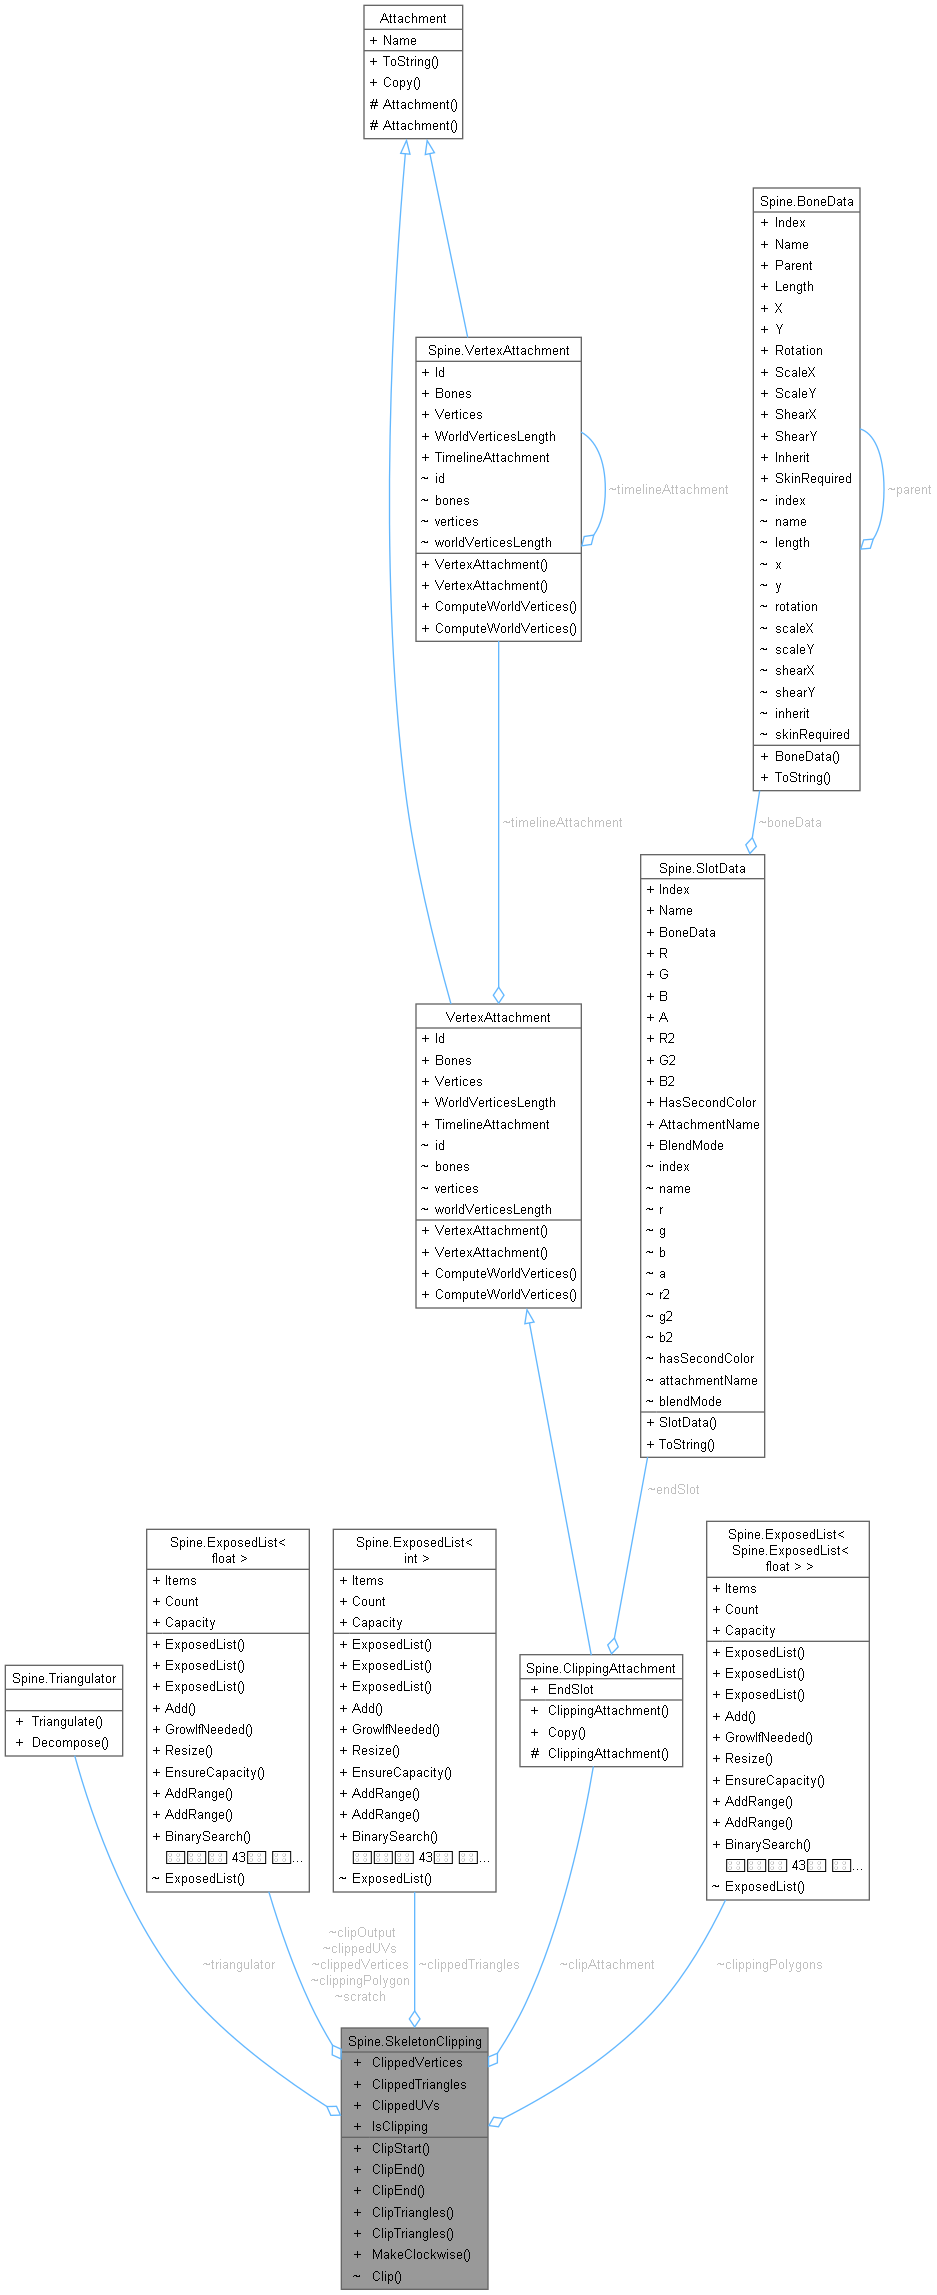 Attachment
+ Name
+ ToString()
+ Copy()
# Attachment()
# Attachment()
Spine.BoneData
+ Index
+ Name
+ Parent
+ Length
+ X
+ Y
+ Rotation
+ ScaleX
+ ScaleY
+ ShearX
+ ShearY
+ Inherit
+ SkinRequired
~ index
~ name
~ length
~ x
~ y
~ rotation
~ scaleX
~ scaleY
~ shearX
~ shearY
~ inherit
~ skinRequired
+ BoneData()
+ ToString()
~parent
Spine.VertexAttachment
+ Id
+ Bones
+ Vertices
+ WorldVerticesLength
+ TimelineAttachment
~ id
~ bones
~ vertices
~ worldVerticesLength
+ VertexAttachment()
+ VertexAttachment()
+ ComputeWorldVertices()
+ ComputeWorldVertices()
~timelineAttachment
~timelineAttachment
~boneData
Spine.SlotData
+ Index
+ Name
+ BoneData
+ R
+ G
+ B
+ A
+ R2
+ G2
+ B2
+ HasSecondColor
+ AttachmentName
+ BlendMode
~ index
~ name
~ r
~ g
~ b
~ a
~ r2
~ g2
~ b2
~ hasSecondColor
~ attachmentName
~ blendMode
+ SlotData()
+ ToString()
VertexAttachment
+ Id
+ Bones
+ Vertices
+ WorldVerticesLength
+ TimelineAttachment
~ id
~ bones
~ vertices
~ worldVerticesLength
+ VertexAttachment()
+ VertexAttachment()
+ ComputeWorldVertices()
+ ComputeWorldVertices()
~endSlot
Spine.Triangulator
+ Triangulate()
+ Decompose()
Spine.ExposedList<
float >
+ Items
+ Count
+ Capacity
+ ExposedList()
+ ExposedList()
+ ExposedList()
+ Add()
+ GrowIfNeeded()
+ Resize()
+ EnsureCapacity()
+ AddRange()
+ AddRange()
+ BinarySearch()
43 ...
~ ExposedList()
Spine.ExposedList<
int >
+ Items
+ Count
+ Capacity
+ ExposedList()
+ ExposedList()
+ ExposedList()
+ Add()
+ GrowIfNeeded()
+ Resize()
+ EnsureCapacity()
+ AddRange()
+ AddRange()
+ BinarySearch()
43 ...
~ ExposedList()
Spine.ClippingAttachment
+ EndSlot
+ ClippingAttachment()
+ Copy()
# ClippingAttachment()
Spine.ExposedList<
Spine.ExposedList<
float > >
+ Items
+ Count
+ Capacity
+ ExposedList()
+ ExposedList()
+ ExposedList()
+ Add()
+ GrowIfNeeded()
+ Resize()
+ EnsureCapacity()
+ AddRange()
+ AddRange()
+ BinarySearch()
43 ...
~ ExposedList()
~triangulator
~clipOutput
~clippedUVs
~clippedVertices
~clippingPolygon
~scratch
~clippedTriangles
~clipAttachment
~clippingPolygons
Spine.SkeletonClipping
+ ClippedVertices
+ ClippedTriangles
+ ClippedUVs
+ IsClipping
+ ClipStart()
+ ClipEnd()
+ ClipEnd()
+ ClipTriangles()
+ ClipTriangles()
+ MakeClockwise()
~ Clip()